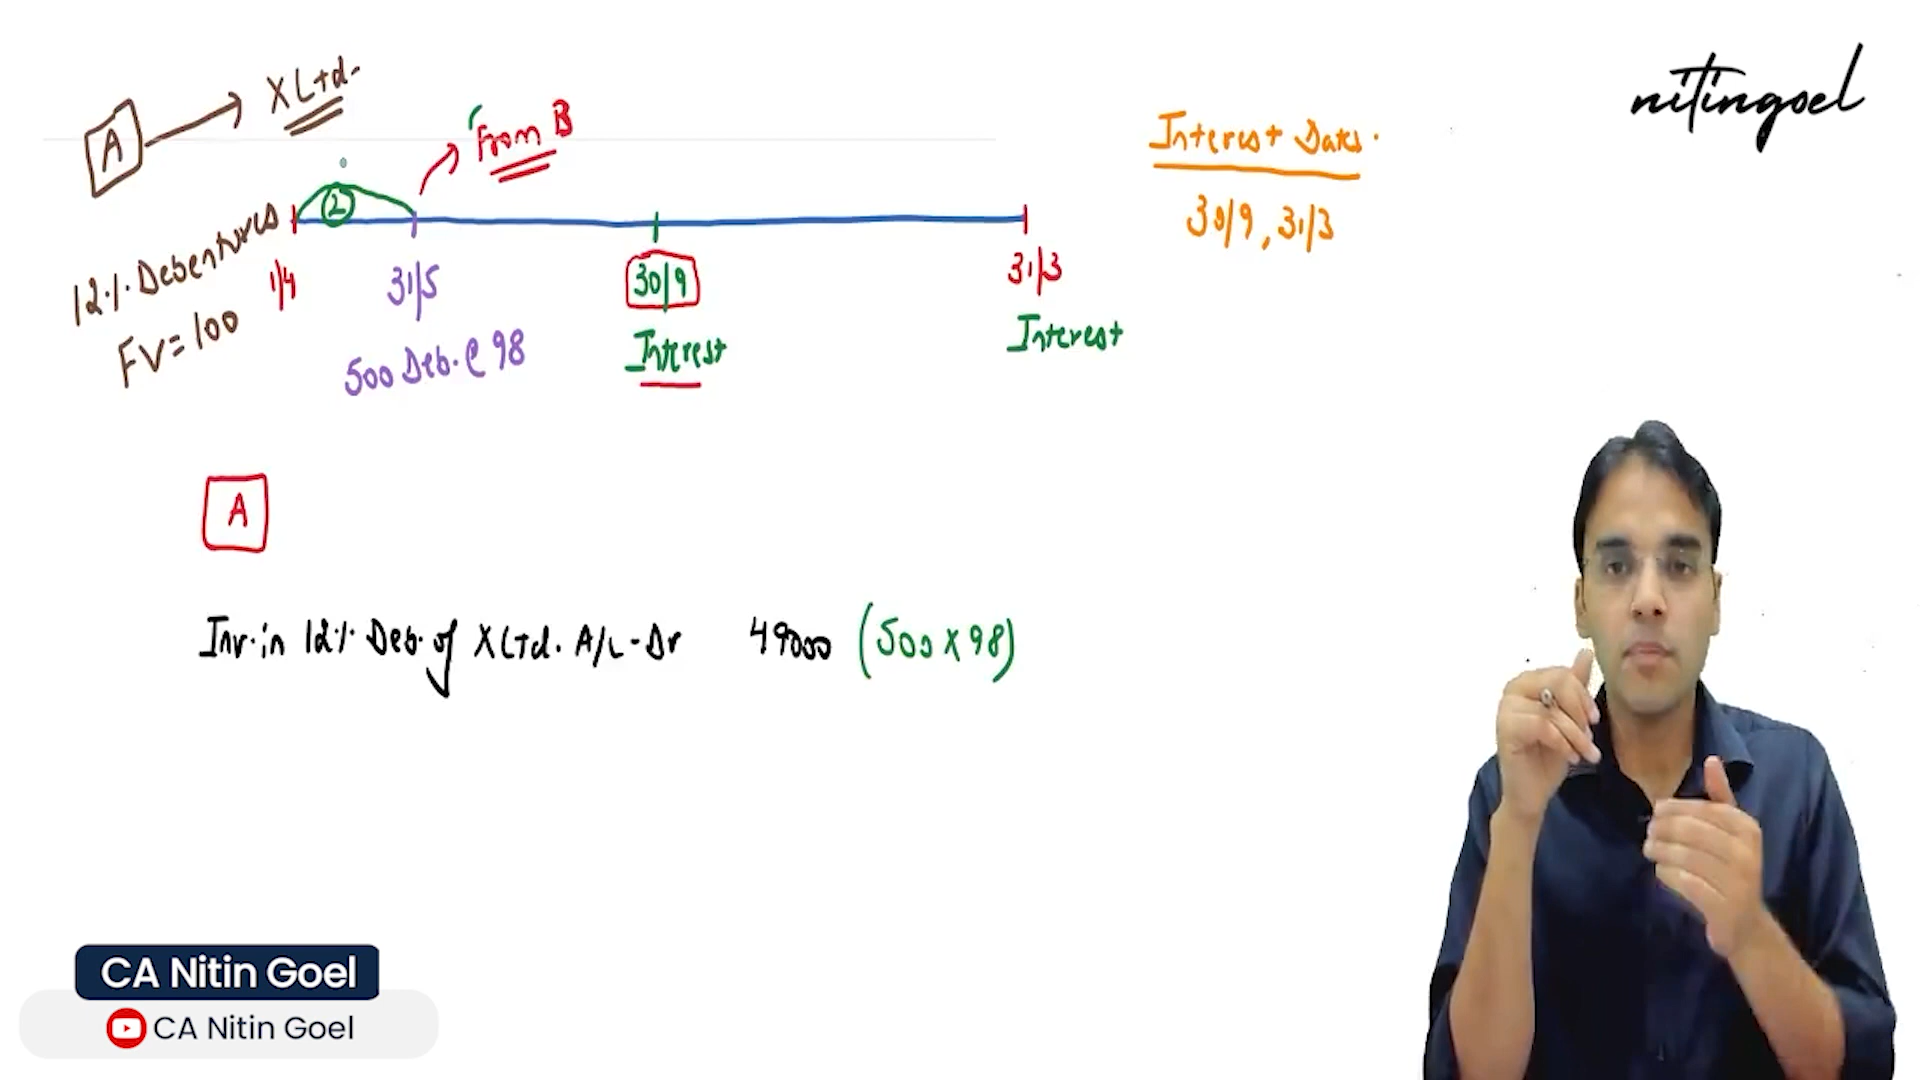 nitingoel
A
X Ltd.
From B
Interest Dates.
30/9, 31/3
2
12% Debentures
FV=100
1/4
31/5
30/9
31/3
500 Deb. @ 98
Interest
Interest
A
Inv. in 12% Deb. of X Ltd. A/c - Dr 49000 (500 x 98)
CA Nitin Goel
CA Nitin Goel